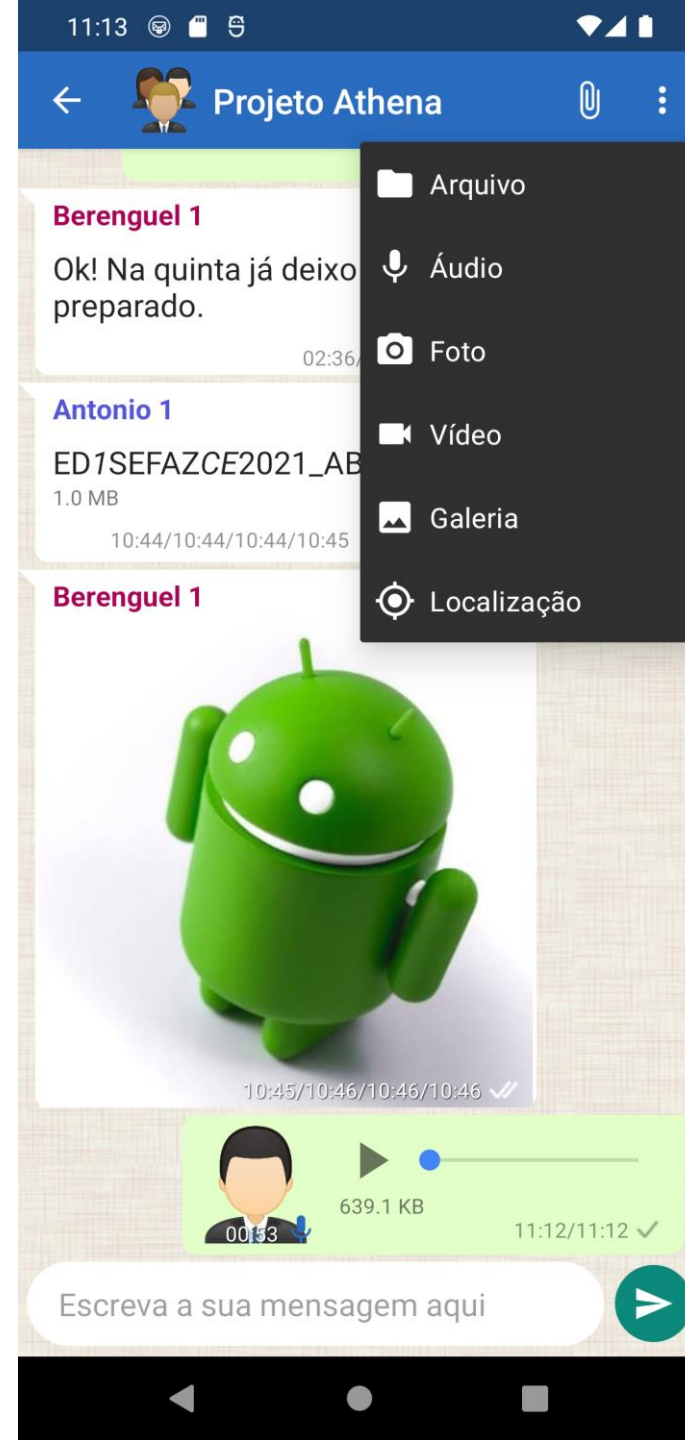 11:13
Projeto Athena
Arquivo
Áudio
Foto
Vídeo
Galeria
Localização
Berenguel 1
Ok! Na quinta já deixo
preparado.
02:36/
Antonio 1
ED1SEFAZCE2021_AB
1.0 MB
10:44/10:44/10:44/10:45
Berenguel 1
10:45/10:46/10:46/10:46
00:53
639.1 KB
11:12/11:12
Escreva a sua mensagem aqui